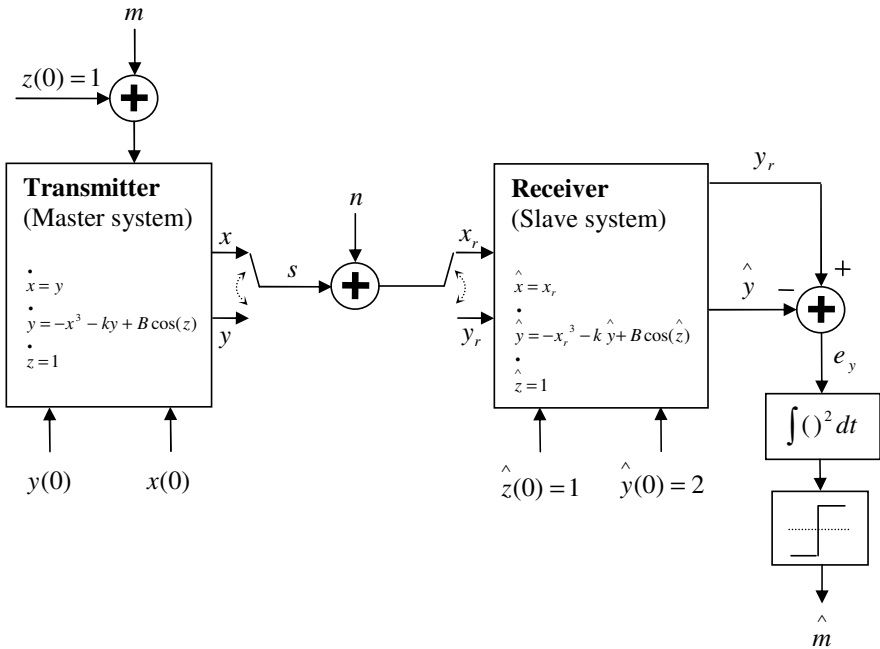 m
z(0) = 1
Transmitter
(Master system)
ẋ = y
ẏ = −x³ − ky + B cos(z)
ż = 1
y(0)
x(0)
x
y
s
n
x_r
y_r
Receiver
(Slave system)
x̂ = x_r
ŷ̇ = −x_r³ − k ŷ + B cos(ẑ)
ẑ̇ = 1
ẑ(0) = 1
ŷ(0) = 2
y_r
+
ŷ
−
e_y
∫()² dt
m̂